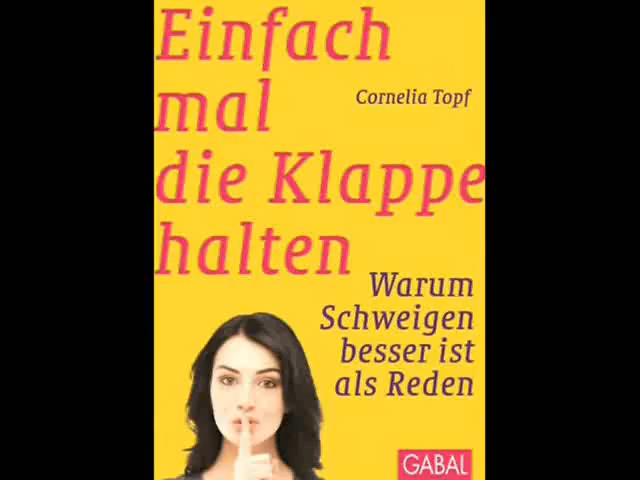 Einfach
mal
Cornelia Topf
die Klappe
halten
Warum
Schweigen
besser ist
als Reden
GABAL